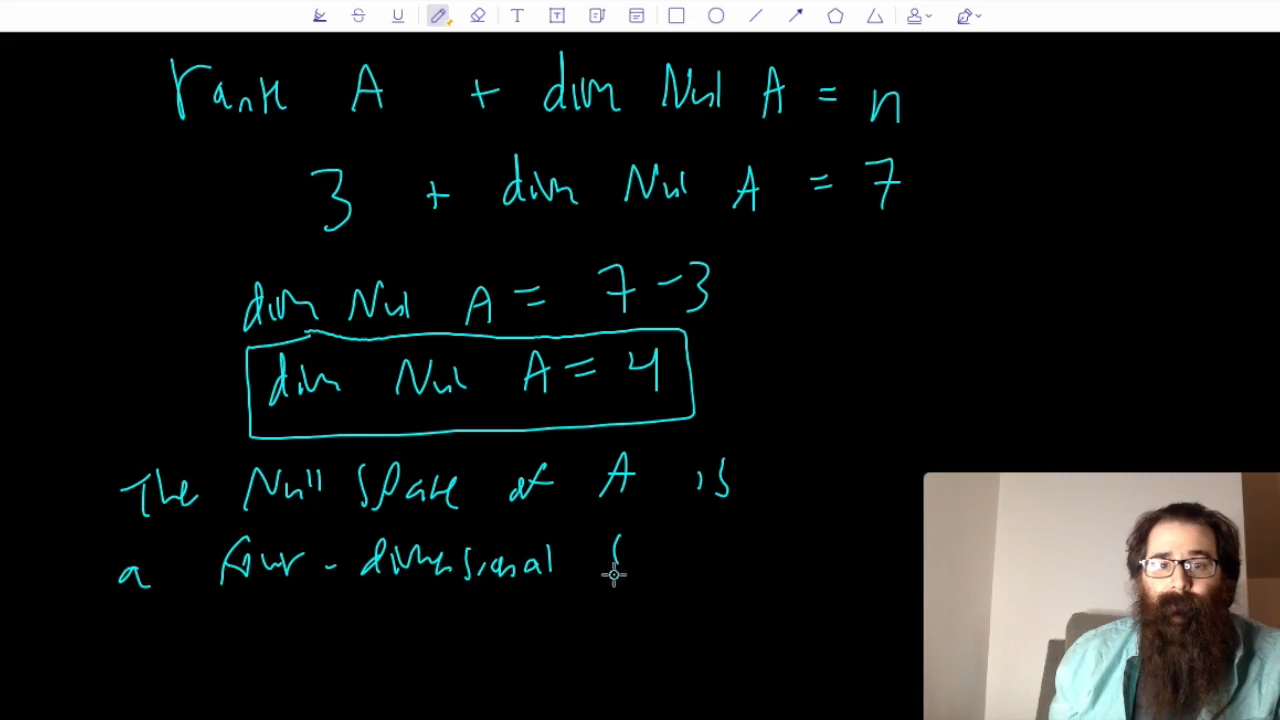 rank A + dim Nul A = n
3 + dim Nul A = 7
dim Nul A = 7 - 3
dim Nul A = 4
The Null space of A is
a four-dimensional s